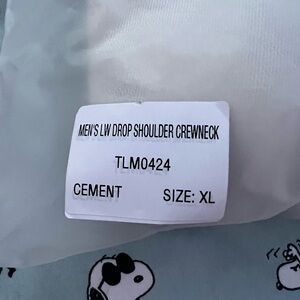 MEN'S LW DROP SHOULDER CREWNECK
TLM0424
CEMENT SIZE: XL